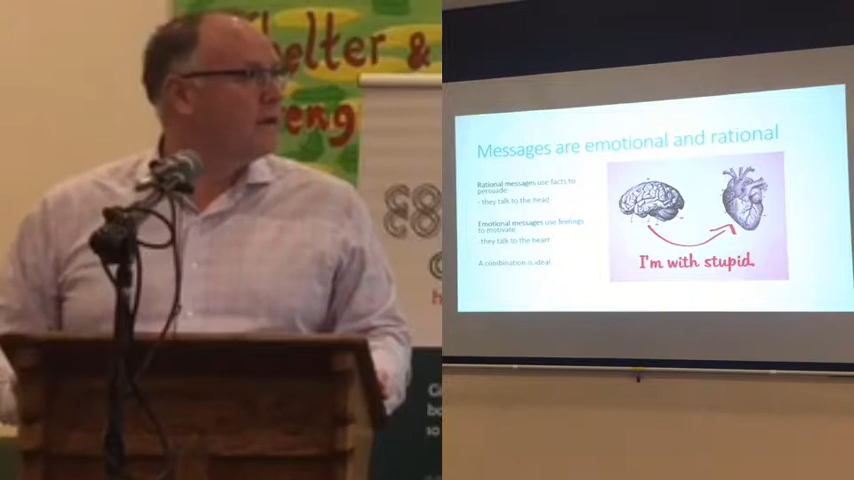 Shelter &
Streng
Messages are emotional and rational
Rational messages use facts to
persuade
- they talk to the head
Emotional messages use feelings
to motivate
- they talk to the heart
A combination is ideal
I'm with stupid